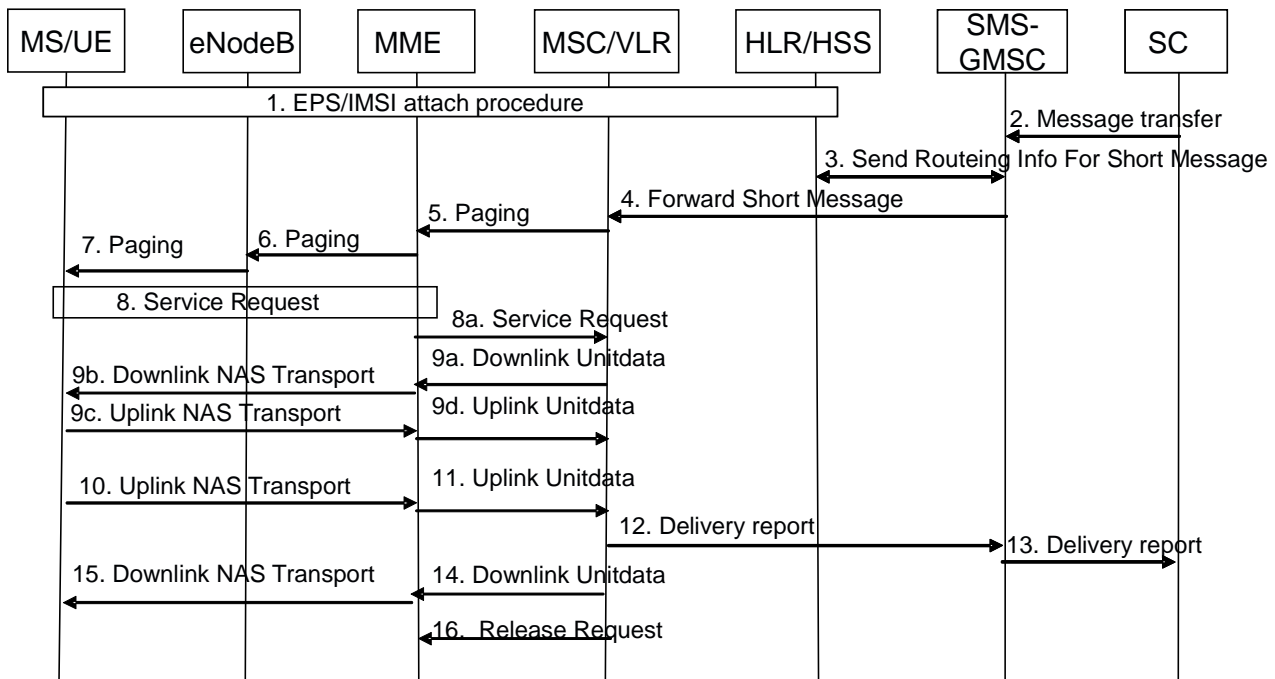 MS/UE
eNodeB
MME
MSC/VLR
HLR/HSS
SMS-
GMSC
SC
1. EPS/IMSI attach procedure
2. Message transfer
3. Send Routeing Info For Short Message
4. Forward Short Message
5. Paging
6. Paging
7. Paging
8. Service Request
8a. Service Request
9a. Downlink Unitdata
9b. Downlink NAS Transport
9c. Uplink NAS Transport
9d. Uplink Unitdata
10. Uplink NAS Transport
11. Uplink Unitdata
12. Delivery report
13. Delivery report
15. Downlink NAS Transport
14. Downlink Unitdata
16. Release Request